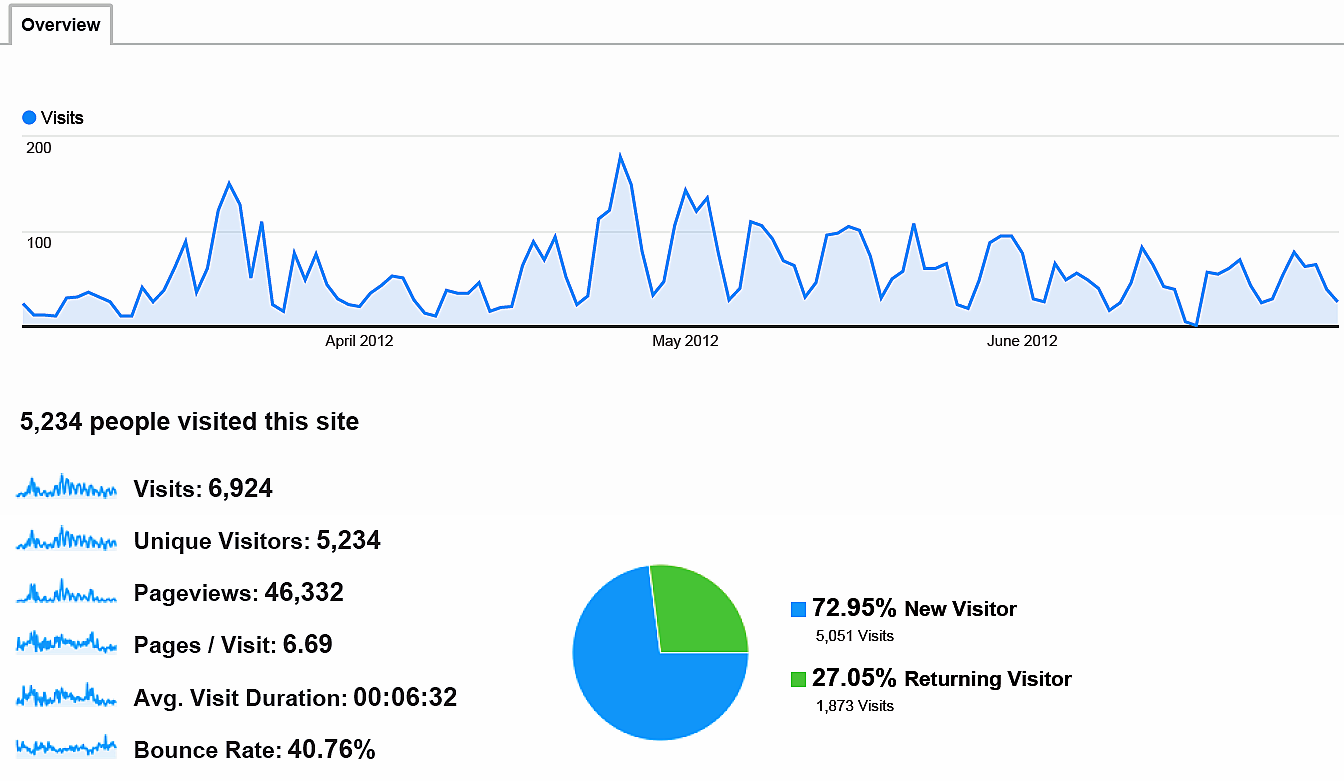 Overview
Visits
200
100
April 2012
May 2012
June 2012
5,234 people visited this site
Visits: 6,924
Unique Visitors: 5,234
Pageviews: 46,332
Pages / Visit: 6.69
Avg. Visit Duration: 00:06:32
Bounce Rate: 40.76%
72.95% New Visitor
5,051 Visits
27.05% Returning Visitor
1,873 Visits